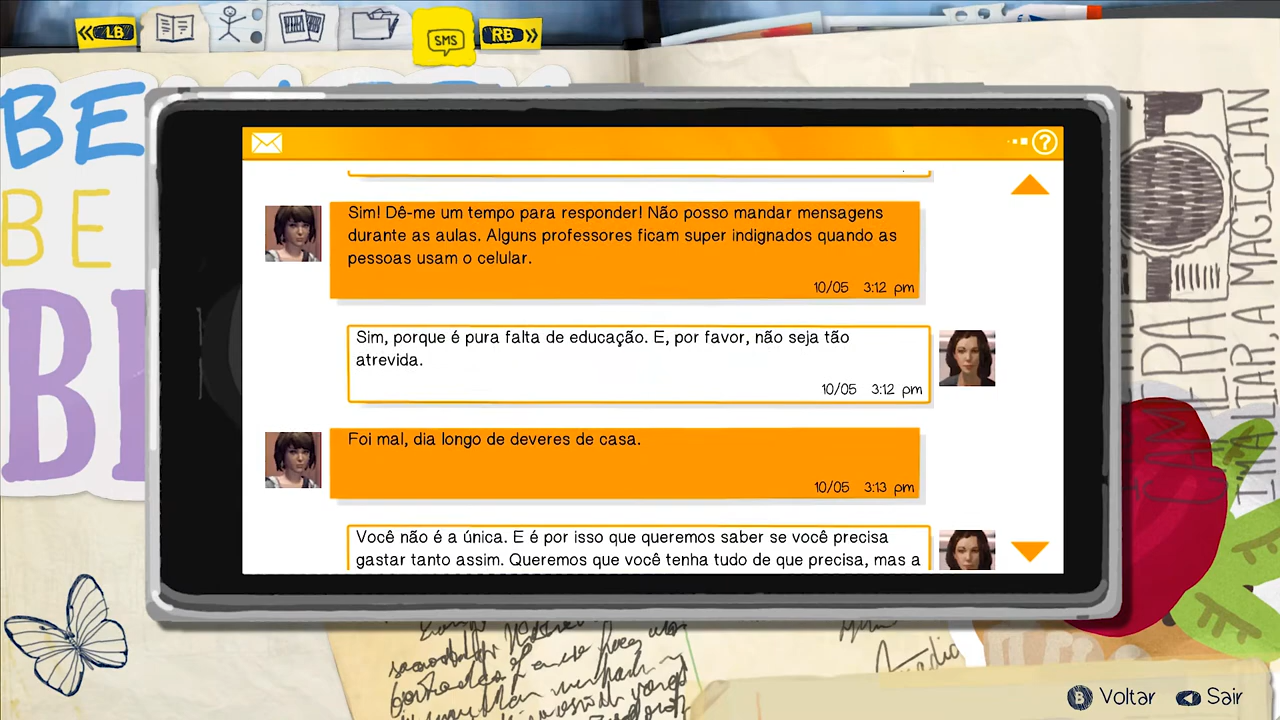 LB
SMS
RB
BE
BE
Sim! Dê-me um tempo para responder! Não posso mandar mensagens
durante as aulas. Alguns professores ficam super indignados quando as
pessoas usam o celular.
10/05 3:12 pm
Sim, porque é pura falta de educação. E, por favor, não seja tão
atrevida.
10/05 3:12 pm
Foi mal, dia longo de deveres de casa.
10/05 3:13 pm
Você não é a única. E é por isso que queremos saber se você precisa
gastar tanto assim. Queremos que você tenha tudo de que precisa, mas a
B Voltar
Sair